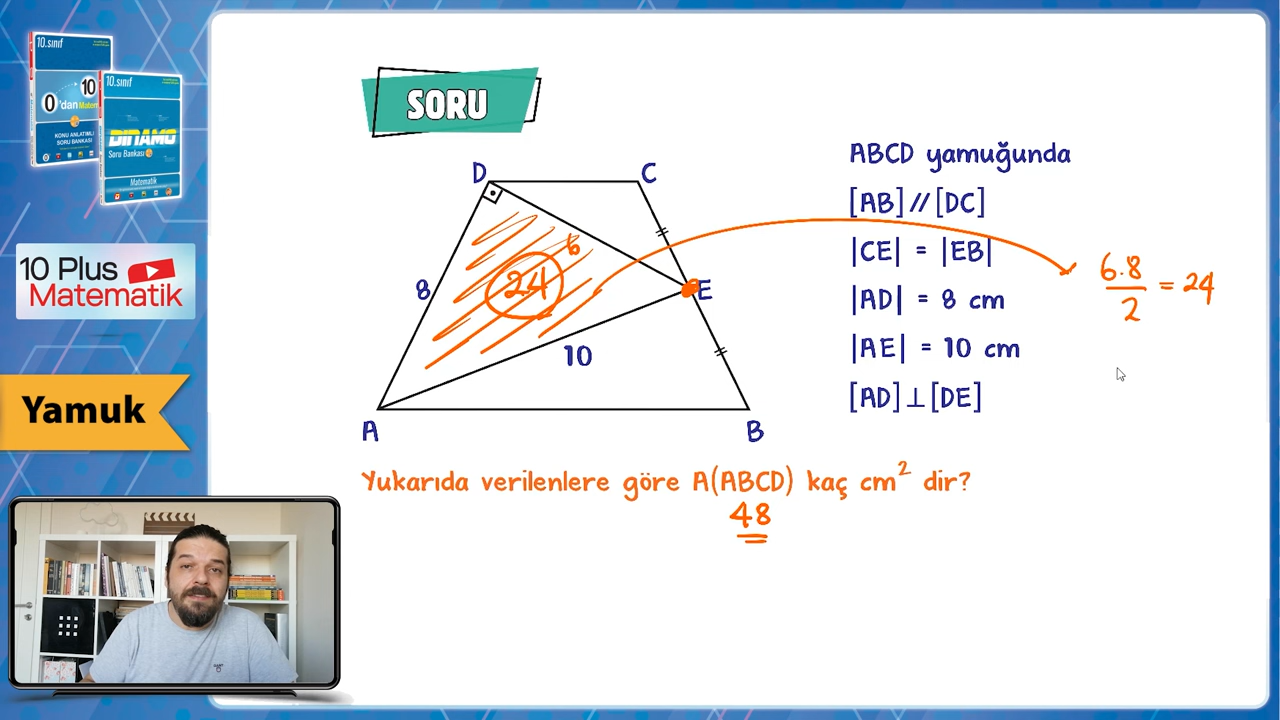 10.sınıf
0'dan 10
KONU ANLATIMLI
SORU BANKASI
10.sınıf
DİNAMO
Soru Bankası
Matematik
10 Plus
Matematik
Yamuk
SORU
D
C
8
24
6
E
10
A
B
ABCD yamuğunda
[AB] // [DC]
|CE| = |EB|
|AD| = 8 cm
|AE| = 10 cm
[AD] ⊥ [DE]
6.8
2
= 24
Yukarıda verilenlere göre A(ABCD) kaç cm² dir?
48